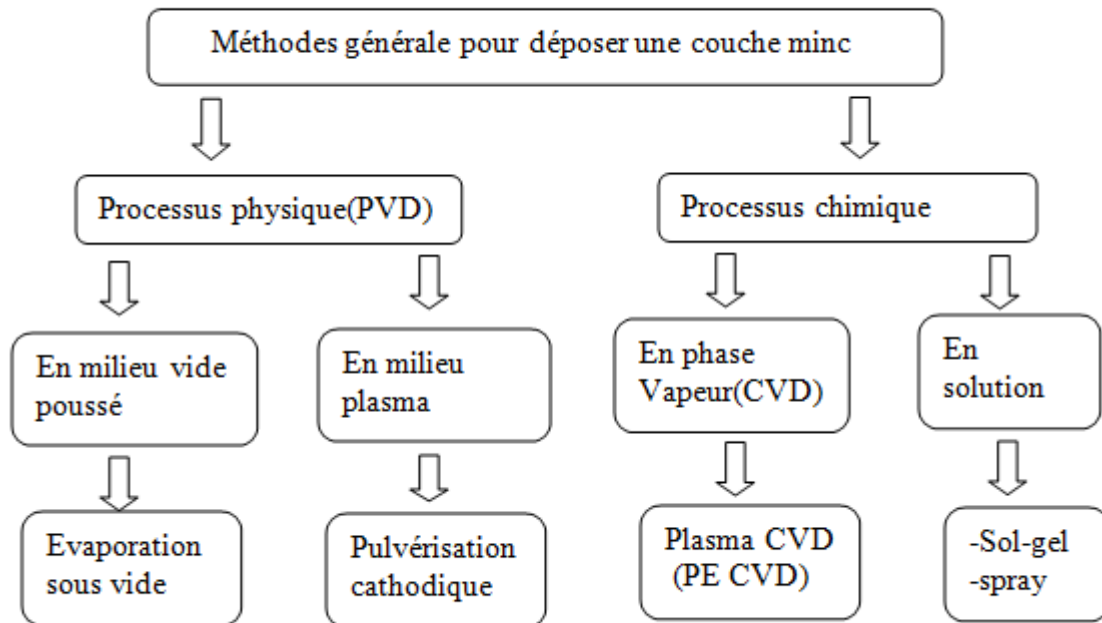 Méthodes générale pour déposer une couche minc
Processus physique(PVD)
Processus chimique
En milieu vide
poussé
En milieu
plasma
En phase
Vapeur(CVD)
En
solution
Evaporation
sous vide
Pulvérisation
cathodique
Plasma CVD
(PE CVD)
-Sol-gel
-spray